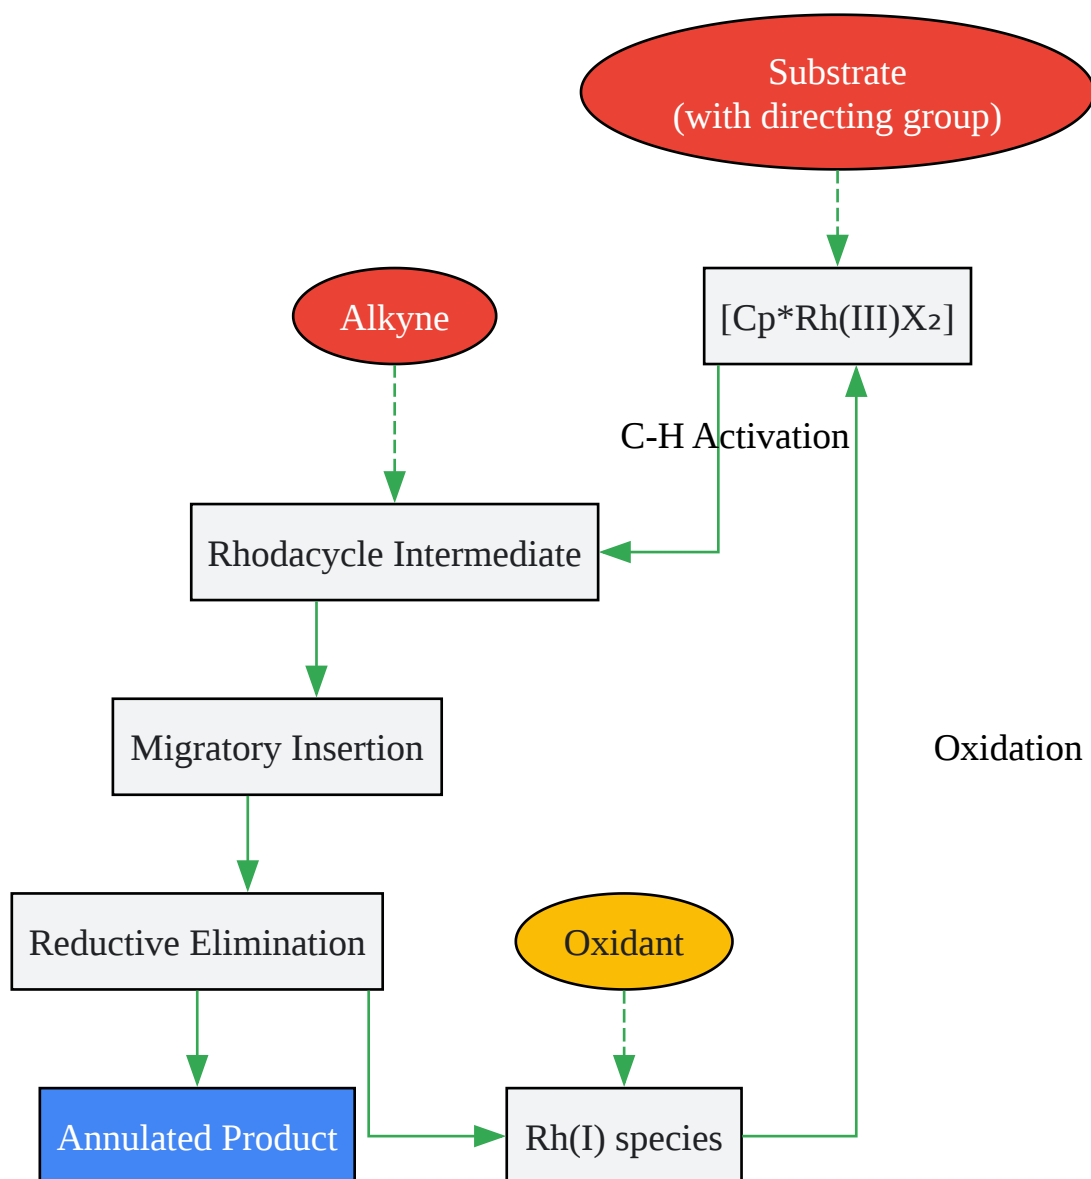 Substrate
(with directing group)
Alkyne
[Cp*Rh(III)X₂]
C-H Activation
Rhodacycle Intermediate
Migratory Insertion
Oxidation
Reductive Elimination
Oxidant
Annulated Product
Rh(I) species